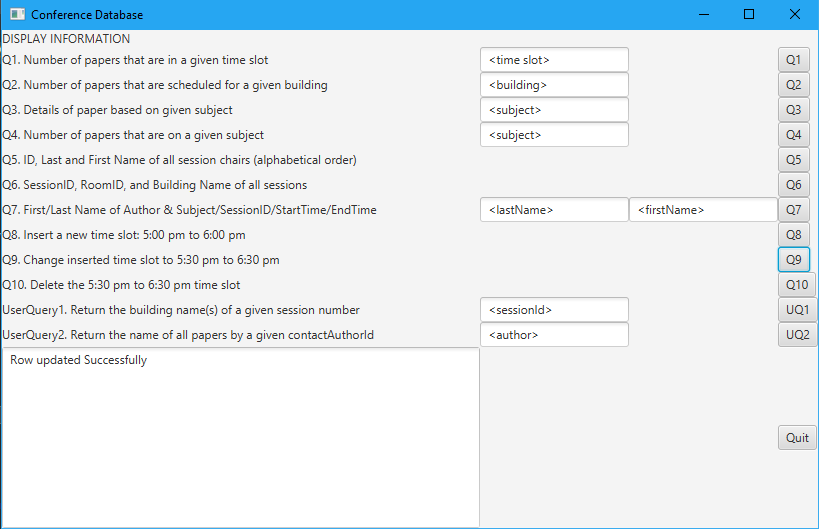 Conference Database
DISPLAY INFORMATION
Q1. Number of papers that are in a given time slot <time slot> Q1
Q2. Number of papers that are scheduled for a given building <building> Q2
Q3. Details of paper based on given subject <subject> Q3
Q4. Number of papers that are on a given subject <subject> Q4
Q5. ID, Last and First Name of all session chairs (alphabetical order) Q5
Q6. SessionID, RoomID, and Building Name of all sessions Q6
Q7. First/Last Name of Author & Subject/SessionID/StartTime/EndTime <lastName> <firstName> Q7
Q8. Insert a new time slot: 5:00 pm to 6:00 pm Q8
Q9. Change inserted time slot to 5:30 pm to 6:30 pm Q9
Q10. Delete the 5:30 pm to 6:30 pm time slot Q10
UserQuery1. Return the building name(s) of a given session number <sessionId> UQ1
UserQuery2. Return the name of all papers by a given contactAuthorId <author> UQ2
Row updated Successfully
Quit